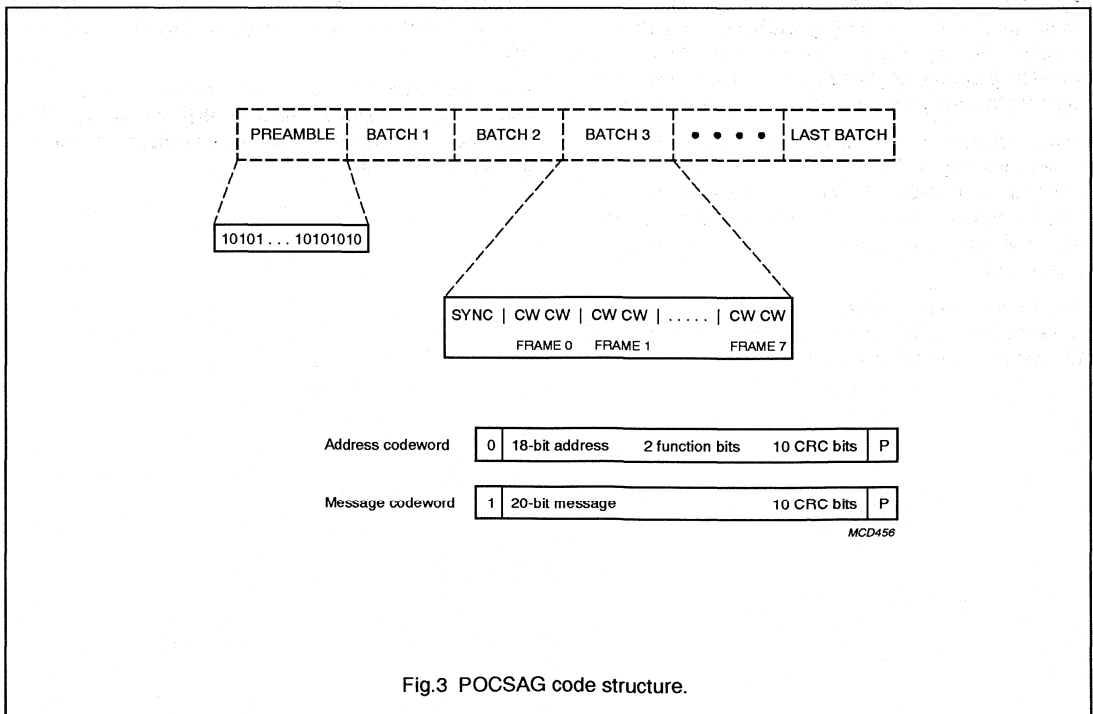 PREAMBLE BATCH 1 BATCH 2 BATCH 3 • • • • LAST BATCH
10101 . . . 10101010
SYNC | CW CW | CW CW | . . . . . | CW CW
FRAME 0 FRAME 1 FRAME 7
Address codeword 0 18-bit address 2 function bits 10 CRC bits P
Message codeword 1 20-bit message 10 CRC bits P
MCD456
Fig.3 POCSAG code structure.